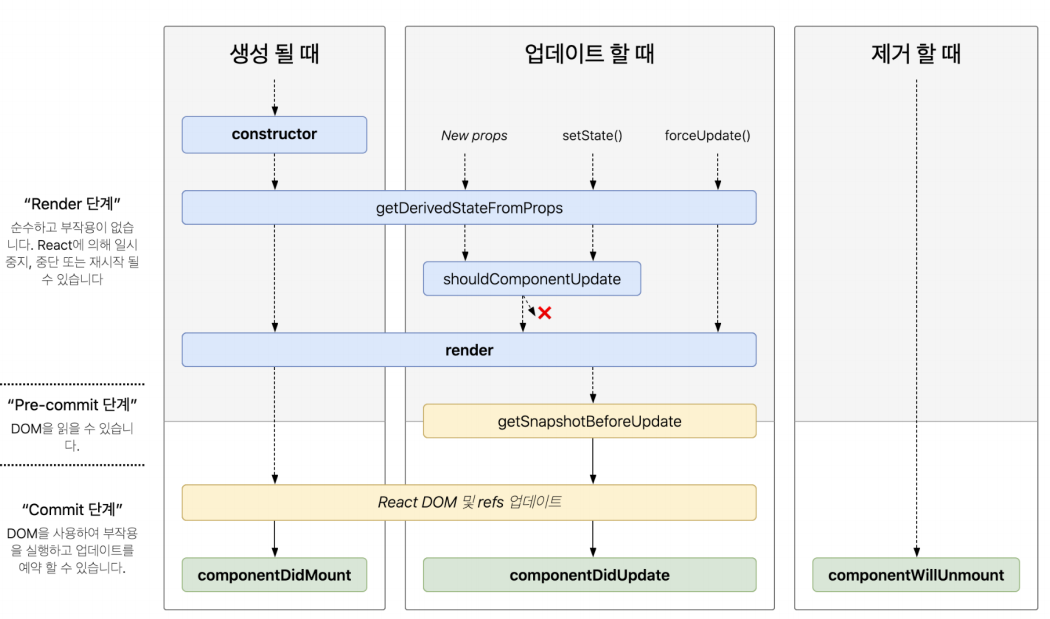 생성 될 때
업데이트 할 때
제거 할 때
constructor
New props
setState()
forceUpdate()
“Render 단계”
순수하고 부작용이 없습
니다. React에 의해 일시
중지, 중단 또는 재시작 될
수 있습니다
getDerivedStateFromProps
shouldComponentUpdate
render
“Pre-commit 단계”
DOM을 읽을 수 있습니
다.
getSnapshotBeforeUpdate
“Commit 단계”
DOM을 사용하여 부작용
을 실행하고 업데이트를
예약 할 수 있습니다.
React DOM 및 refs 업데이트
componentDidMount
componentDidUpdate
componentWillUnmount